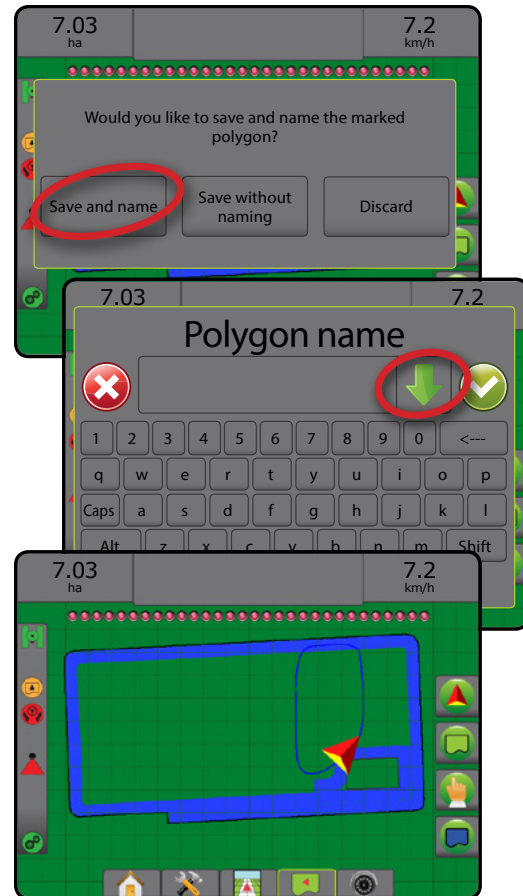 7.03 7.2
ha km/h
Would you like to save and name the marked
polygon?
Save and name Save without Discard
naming
7.03 7.2
Polygon name
1 2 3 4 5 6 7 8 9 0 <---
q w e r t y u i o p
Caps a s d f g h j k l
Alt z x c v b n m Shift
7.03 7.2
ha km/h